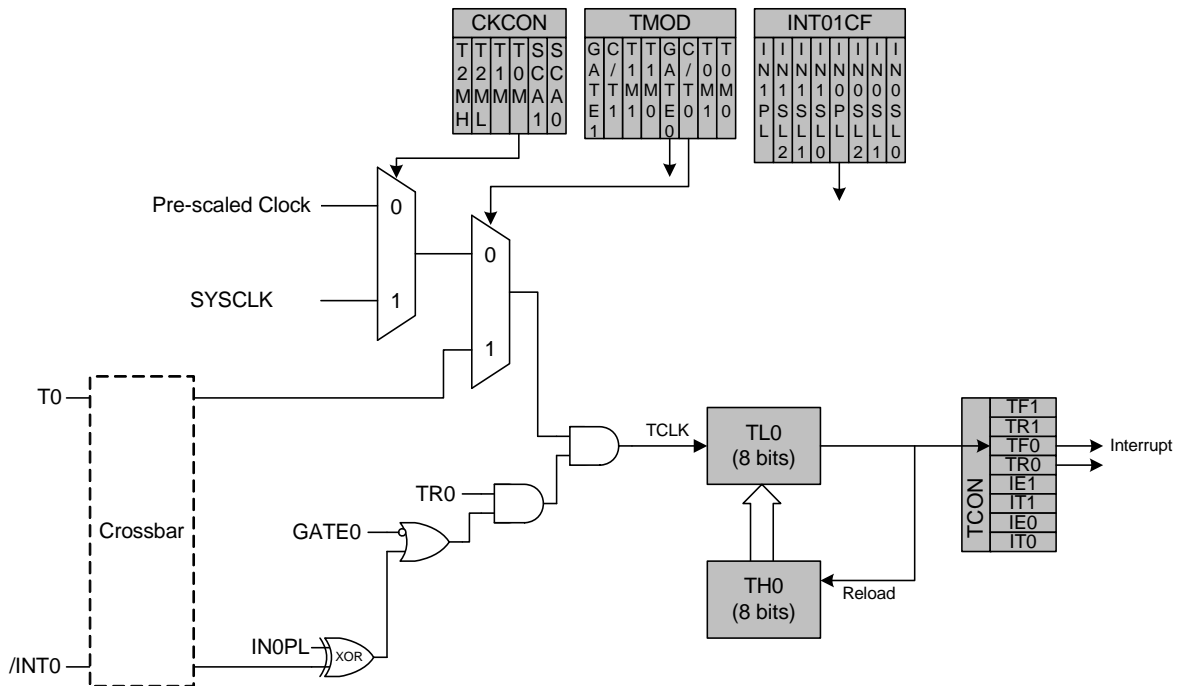 CKCON
TMOD
INT01CF
T2MH
T2ML
T1M
T0M
SCA1
SCA0
GATE1
C/T1
T1M1
T1M0
GATE0
C/T0
T0M1
T0M0
IN1PL
IN1SL2
IN1SL1
IN1SL0
IN0PL
IN0SL2
IN0SL1
IN0SL0
Pre-scaled Clock
0
SYSCLK
1
0
1
T0
Crossbar
/INT0
TR0
GATE0
IN0PL
XOR
TCLK
TL0
(8 bits)
TH0
(8 bits)
Reload
TCON
TF1
TR1
TF0
TR0
IE1
IT1
IE0
IT0
Interrupt